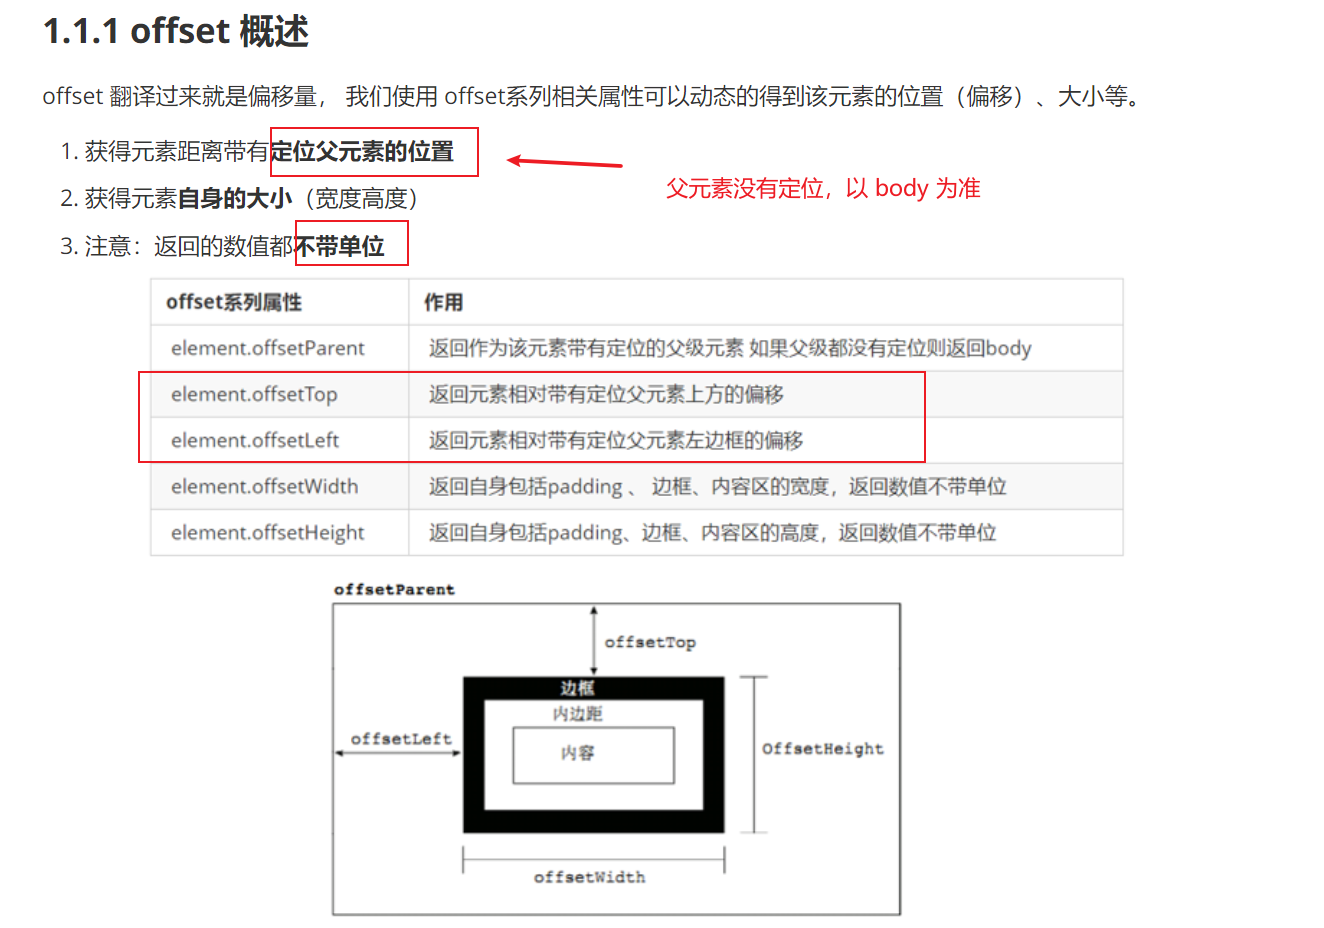 1.1.1 offset 概述
offset 翻译过来就是偏移量， 我们使用 offset系列相关属性可以动态的得到该元素的位置（偏移）、大小等。
1. 获得元素距离带有定位父元素的位置
父元素没有定位，以 body 为准
2. 获得元素自身的大小（宽度高度）
3. 注意：返回的数值都不带单位
offset系列属性 作用
element.offsetParent 返回作为该元素带有定位的父级元素 如果父级都没有定位则返回body
element.offsetTop 返回元素相对带有定位父元素上方的偏移
element.offsetLeft 返回元素相对带有定位父元素左边框的偏移
element.offsetWidth 返回自身包括padding 、 边框、内容区的宽度，返回数值不带单位
element.offsetHeight 返回自身包括padding、边框、内容区的高度，返回数值不带单位
offsetParent
offsetTop
边框
内边距
offsetLeft
内容
OffsetHeight
offsetWidth